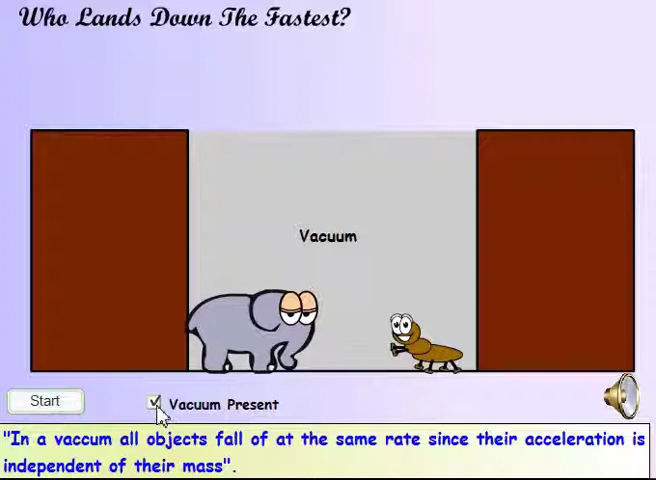 Who Lands Down The Fastest?
Vacuum
Start
Vacuum Present
"In a vaccum all objects fall of at the same rate since their acceleration is
independent of their mass".